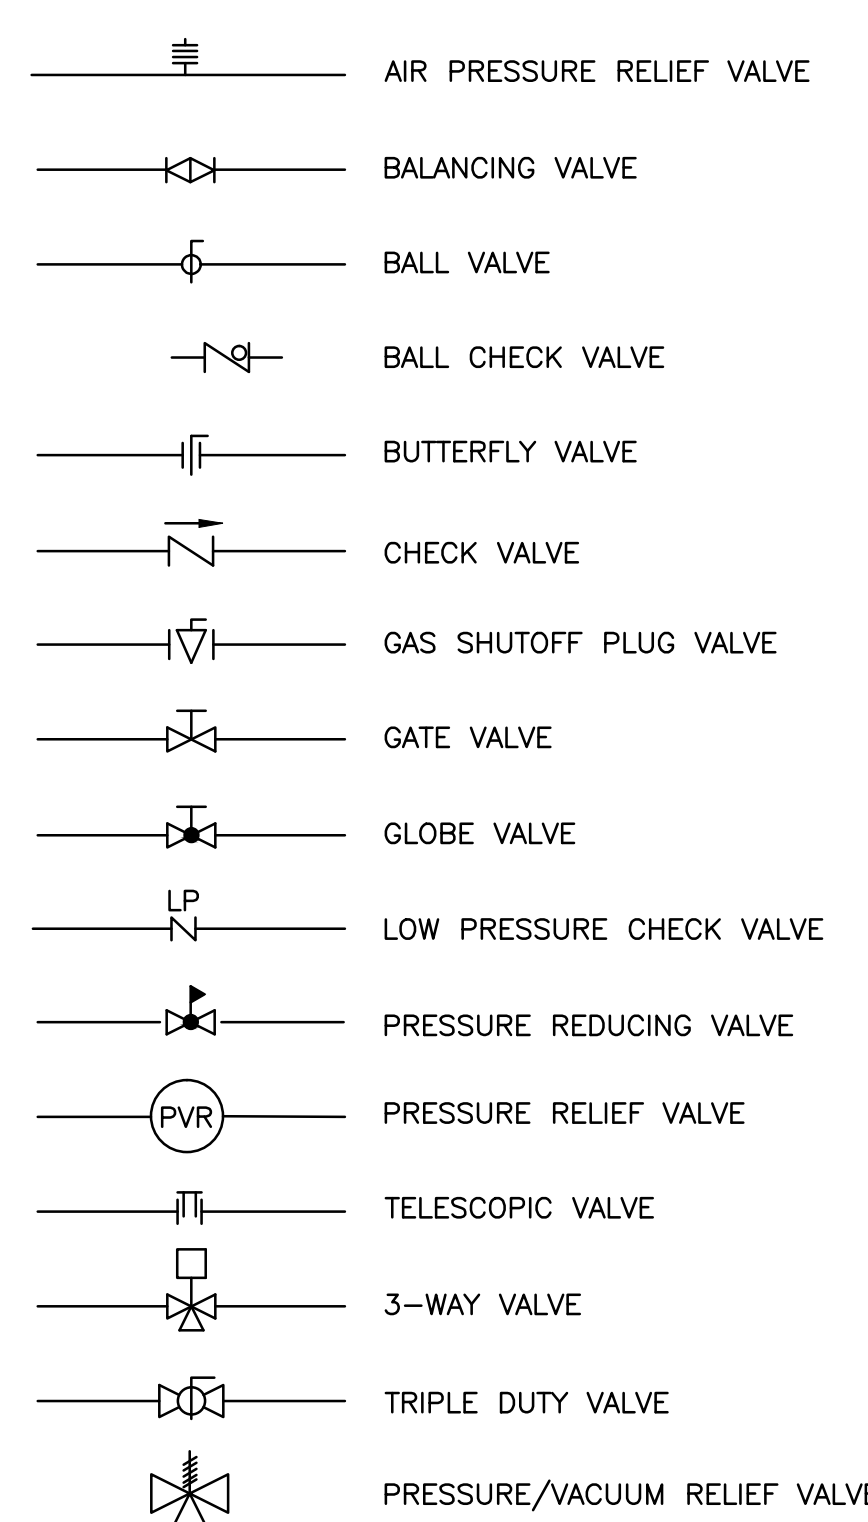 AIR PRESSURE RELIEF VALVE
BALANCING VALVE
BALL VALVE
BALL CHECK VALVE
BUTTERFLY VALVE
CHECK VALVE
GAS SHUTOFF PLUG VALVE
GATE VALVE
GLOBE VALVE
LP
LOW PRESSURE CHECK VALVE
PRESSURE REDUCING VALVE
PVR PRESSURE RELIEF VALVE
TELESCOPIC VALVE
3-WAY VALVE
TRIPLE DUTY VALVE
PRESSURE/VACUUM RELIEF VALVE